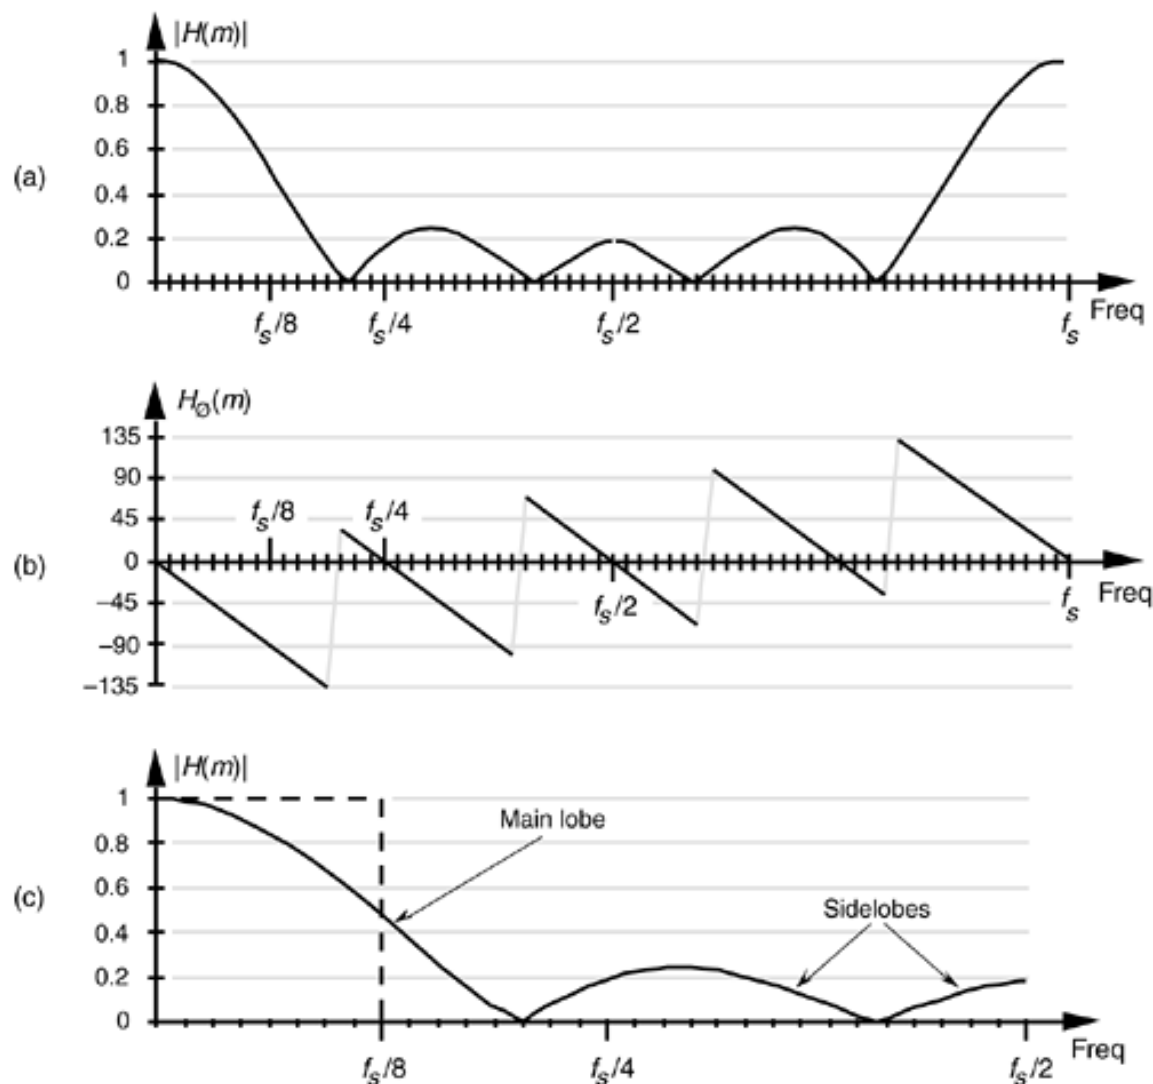 |H(m)|
1
0.8
0.6
(a)
0.4
0.2
0
fs/8 fs/4 fs/2 fs Freq
HØ(m)
135
90
45 fs/8 fs/4
(b) 0
−45 fs/2 fs Freq
−90
−135
|H(m)|
1
Main lobe
0.8
0.6
(c)
Sidelobes
0.4
0.2
0
fs/8 fs/4 fs/2 Freq